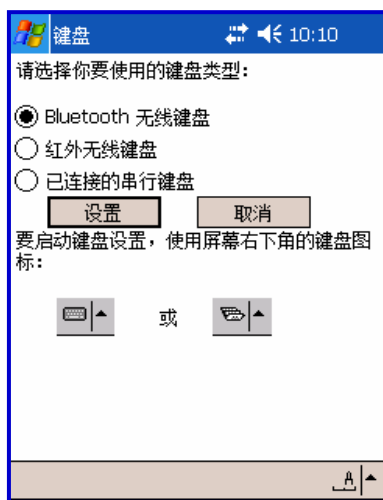 键盘 10:10
请选择你要使用的键盘类型：
Bluetooth 无线键盘
红外无线键盘
已连接的串行键盘
设置 取消
要启动键盘设置，使用屏幕右下角的键盘图
标：
或
A